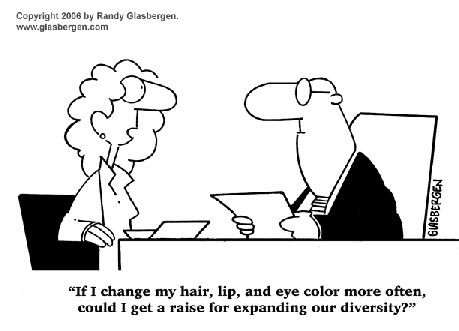 Copyright 2006 by Randy Glasbergen.
www.glasbergen.com
GLASBERGEN
“If I change my hair, lip, and eye color more often,
could I get a raise for expanding our diversity?”